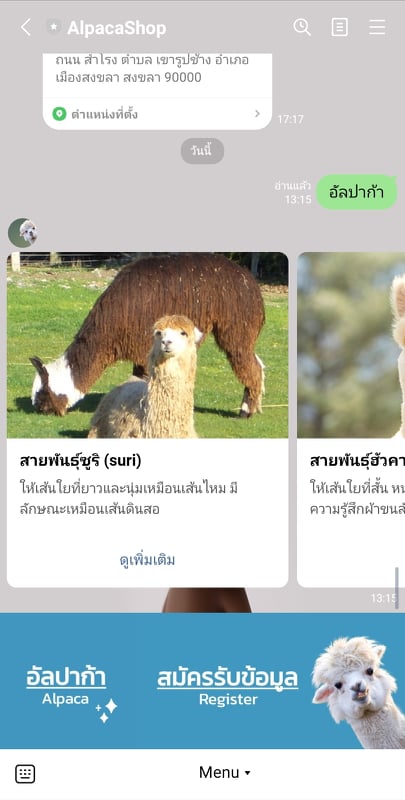 AlpacaShop
ถนน สำโรง ตำบล เขารูปช้าง อำเภอ
เมืองสงขลา สงขลา 90000
ตำแหน่งที่ตั้ง
17:17
วันนี้
อ่านแล้ว
13:15
อัลปาก้า
สายพันธุ์ซูริ (suri)
ให้เส้นใยที่ยาวและนุ่มเหมือนเส้นไหม มี
ลักษณะเหมือนเส้นดินสอ
ดูเพิ่มเติม
สายพันธุ์ฮัวคา
ให้เส้นใยที่สั้น
ความรู้สึกผ้าขนสั
13:15
อัลปาก้า
Alpaca
สมัครรับข้อมูล
Register
Menu